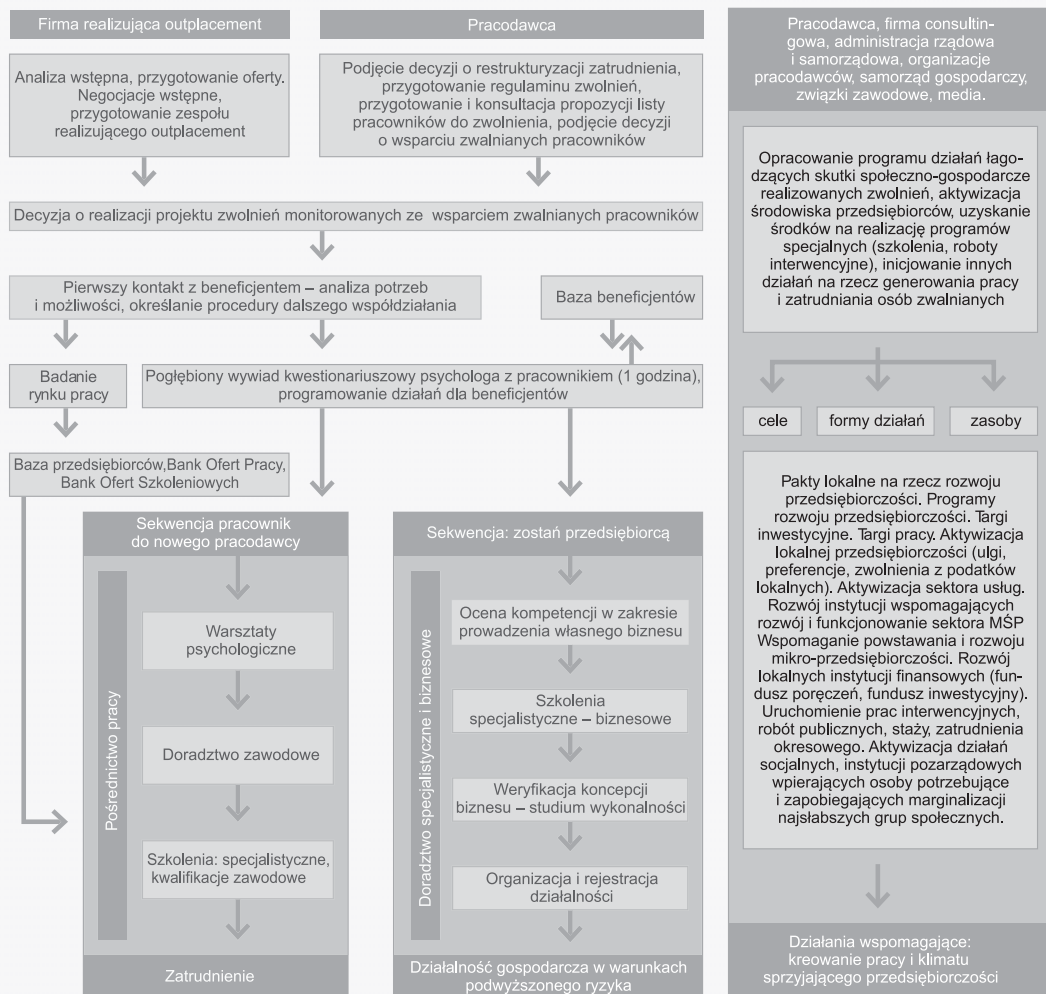 Firma realizująca outplacement
Analiza wstępna, przygotowanie oferty.
Negocjacje wstępne,
przygotowanie zespołu
realizującego outplacement
Pracodawca
Podjęcie decyzji o restrukturyzacji zatrudnienia,
przygotowanie regulaminu zwolnień,
przygotowanie i konsultacja propozycji listy
pracowników do zwolnienia, podjęcie decyzji
o wsparciu zwalnianych pracowników
Decyzja o realizacji projektu zwolnień monitorowanych ze wsparciem zwalnianych pracowników
Pierwszy kontakt z beneficjentem – analiza potrzeb
i możliwości, określanie procedury dalszego współdziałania
Baza beneficjentów
Badanie
rynku pracy
Pogłębiony wywiad kwestionariuszowy psychologa z pracownikiem (1 godzina),
programowanie działań dla beneficjentów
Baza przedsiębiorców,Bank Ofert Pracy,
Bank Ofert Szkoleniowych
Sekwencja pracownik
do nowego pracodawcy
Pośrednictwo pracy
Warsztaty
psychologiczne
Doradztwo zawodowe
Szkolenia: specjalistyczne,
kwalifikacje zawodowe
Zatrudnienie
Sekwencja: zostań przedsiębiorcą
Doradztwo specjalistyczne i biznesowe
Ocena kompetencji w zakresie
prowadzenia własnego biznesu
Szkolenia
specjalistyczne – biznesowe
Weryfikacja koncepcji
biznesu – studium wykonalności
Organizacja i rejestracja
działalności
Działalność gospodarcza w warunkach
podwyższonego ryzyka
Pracodawca, firma consultin-
gowa, administracja rządowa
i samorządowa, organizacje
pracodawców, samorząd gospodarczy,
związki zawodowe, media.
Opracowanie programu działań łago-
dzących skutki społeczno-gospodarcze
realizowanych zwolnień, aktywizacja
środowiska przedsiębiorców, uzyskanie
środków na realizację programów
specjalnych (szkolenia, roboty
interwencyjne), inicjowanie innych
działań na rzecz generowania pracy
i zatrudniania osób zwalnianych
cele
formy działań
zasoby
Pakty lokalne na rzecz rozwoju
przedsiębiorczości. Programy
rozwoju przedsiębiorczości. Targi
inwestycyjne. Targi pracy. Aktywizacja
lokalnej przedsiębiorczości (ulgi,
preferencje, zwolnienia z podatków
lokalnych). Aktywizacja sektora usług.
Rozwój instytucji wspomagających
rozwój i funkcjonowanie sektora MŚP
Wspomaganie powstawania i rozwoju
mikro-przedsiębiorczości. Rozwój
lokalnych instytucji finansowych (fun-
dusz poręczeń, fundusz inwestycyjny).
Uruchomienie prac interwencyjnych,
robót publicznych, staży, zatrudnienia
okresowego. Aktywizacja działań
socjalnych, instytucji pozarządowych
wpierających osoby potrzebujące
i zapobiegających marginalizacji
najsłabszych grup społecznych.
Działania wspomagające:
kreowanie pracy i klimatu
sprzyjającego przedsiębiorczości